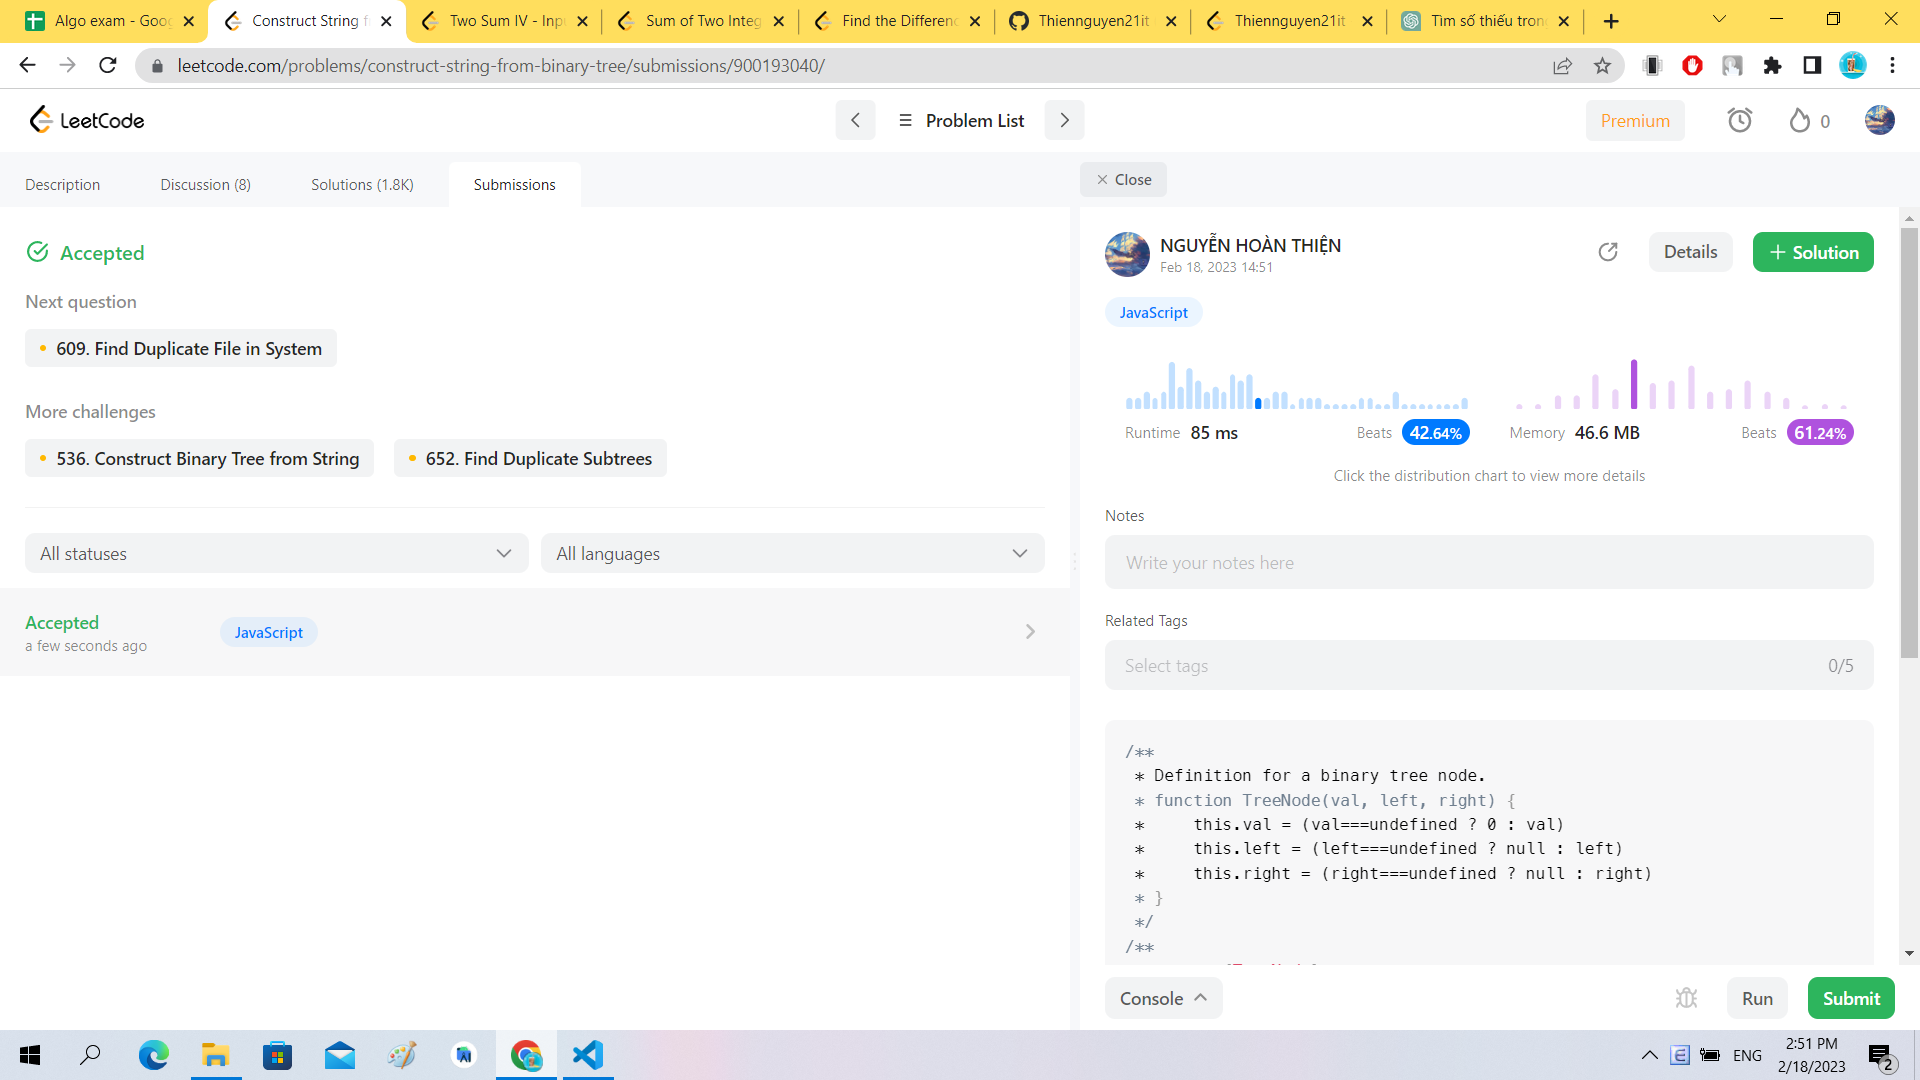 Algo exam - Goog
Construct String f
Two Sum IV - Inpu
Sum of Two Integ
Find the Differenc
Thiennguyen21it
Thiennguyen21it
Tìm số thiếu tron
leetcode.com/problems/construct-string-from-binary-tree/submissions/900193040/
LeetCode
Problem List
Premium
0
Description
Discussion (8)
Solutions (1.8K)
Submissions
Close
Accepted
Next question
609. Find Duplicate File in System
More challenges
536. Construct Binary Tree from String
652. Find Duplicate Subtrees
All statuses
All languages
Accepted
a few seconds ago
JavaScript
NGUYỄN HOÀN THIỆN
Feb 18, 2023 14:51
Details
+ Solution
JavaScript
Runtime 85 ms
Beats 42.64%
Memory 46.6 MB
Beats 61.24%
Click the distribution chart to view more details
Notes
Write your notes here
Related Tags
Select tags
0/5
/**
* Definition for a binary tree node.
* function TreeNode(val, left, right) {
*     this.val = (val===undefined ? 0 : val)
*     this.left = (left===undefined ? null : left)
*     this.right = (right===undefined ? null : right)
* }
*/
/**
Console
Run
Submit
ENG
2:51 PM
2/18/2023
2